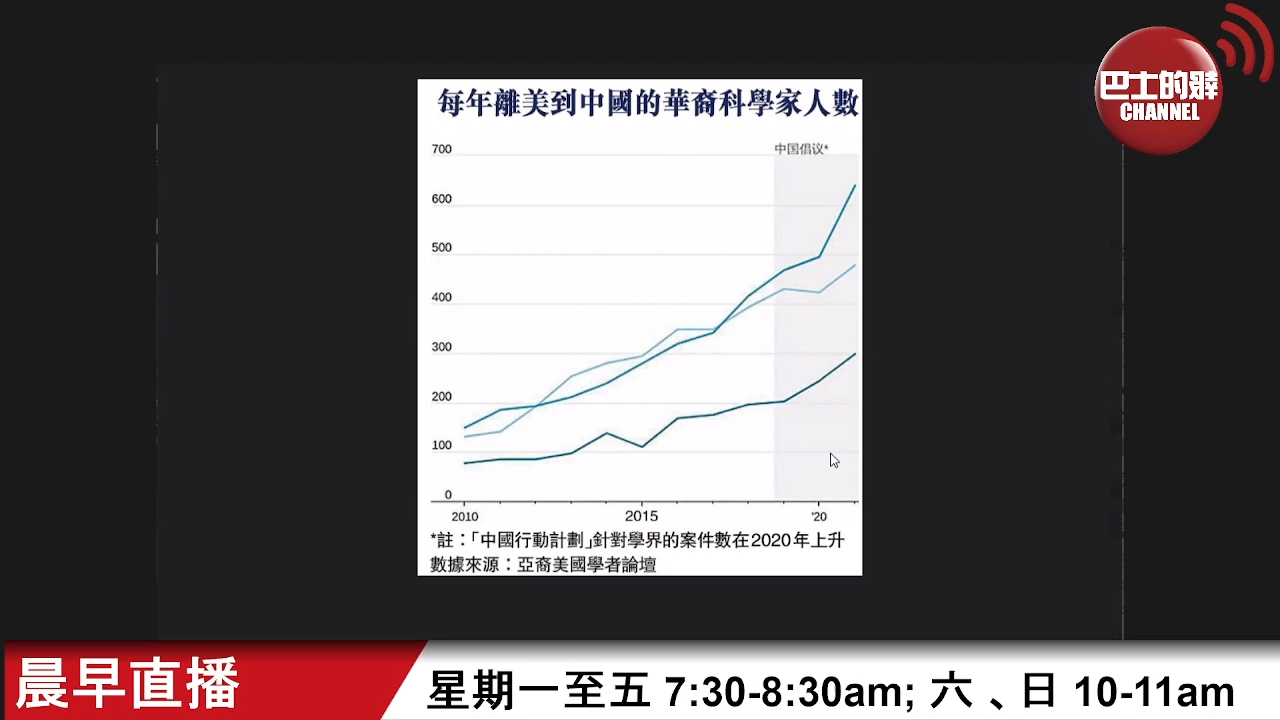 每年離美到中國的華裔科學家人數
巴士的報
CHANNEL
中国倡议*
700
600
500
400
300
200
100
0
2010
2015
'20
*註：「中國行動計劃」針對學界的案件數在2020年上升
數據來源：亞裔美國學者論壇
晨早直播
星期一至五 7:30-8:30am; 六 、日 10-11am